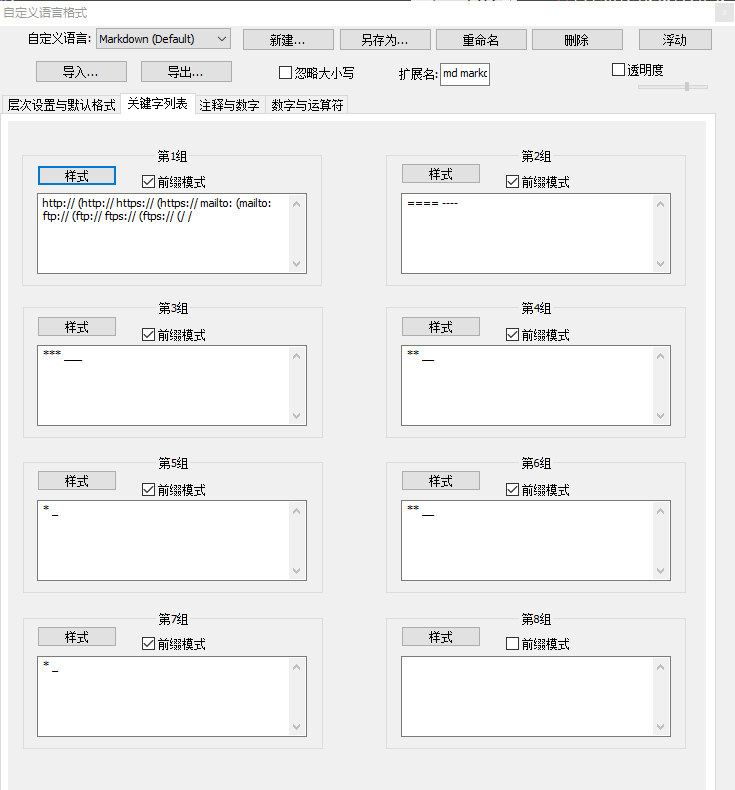 自定义语言格式
自定义语言: Markdown (Default) 新建... 另存为... 重命名 删除 浮动
导入... 导出... 忽略大小写 扩展名: md markd 透明度
层次设置与默认格式 关键字列表 注释与数字 数字与运算符
第1组 第2组
样式 前缀模式 样式 前缀模式
http:// (http:// https:// (https:// mailto: (mailto: ==== ----
ftp:// (ftp:// ftps:// (ftps:// (/ /
第3组 第4组
样式 前缀模式 样式 前缀模式
*** ___ ** __
第5组 第6组
样式 前缀模式 样式 前缀模式
* _ ** __
第7组 第8组
样式 前缀模式 样式 前缀模式
* _